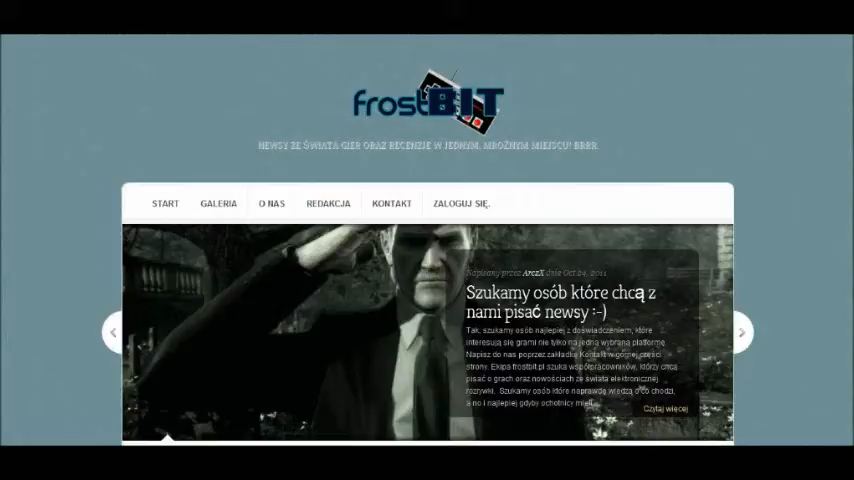 frostBIT
NEWSY ZE ŚWIATA GIER ORAZ RECENZJE W JEDNYM, MROŹNYM MIEJSCU! BRRR.
START GALERIA O NAS REDAKCJA KONTAKT ZALOGUJ SIĘ.
Napisany przez ArczX dnie Oct 24, 2011
Szukamy osób które chcą z
nami pisać newsy :-)
Tak, szukamy osób najlepiej z doświadczeniem, które
interesują się grami nie tylko na jedną wybraną platformę.
Napisz do nas poprzez zakładkę Kontakt w górnej części
strony. Ekipa frostbit.pl szuka współpracowników, którzy chcą
pisać o grach oraz nowościach ze świata elektronicznej
rozrywki. Szukamy osób które naprawdę wiedzą o co chodzi,
a no i najlepiej gdyby ochotnicy mieli...
Czytaj więcej